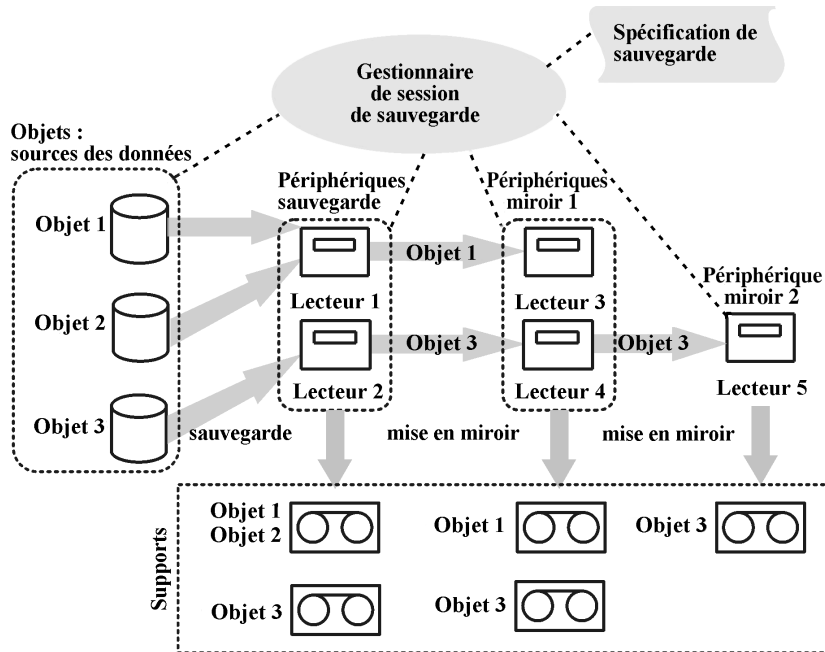 Spécification de
sauvegarde
Gestionnaire
de session
de sauvegarde
Objets :
sources des données
Périphériques
sauvegarde
Périphériques
miroir 1
Périphérique
miroir 2
Objet 1
Objet 2
Objet 3
Lecteur 1
Lecteur 2
Objet 1
Objet 3
Lecteur 3
Lecteur 4
Objet 3
Lecteur 5
sauvegarde
mise en miroir
mise en miroir
Supports
Objet 1
Objet 2
Objet 1
Objet 3
Objet 3
Objet 3